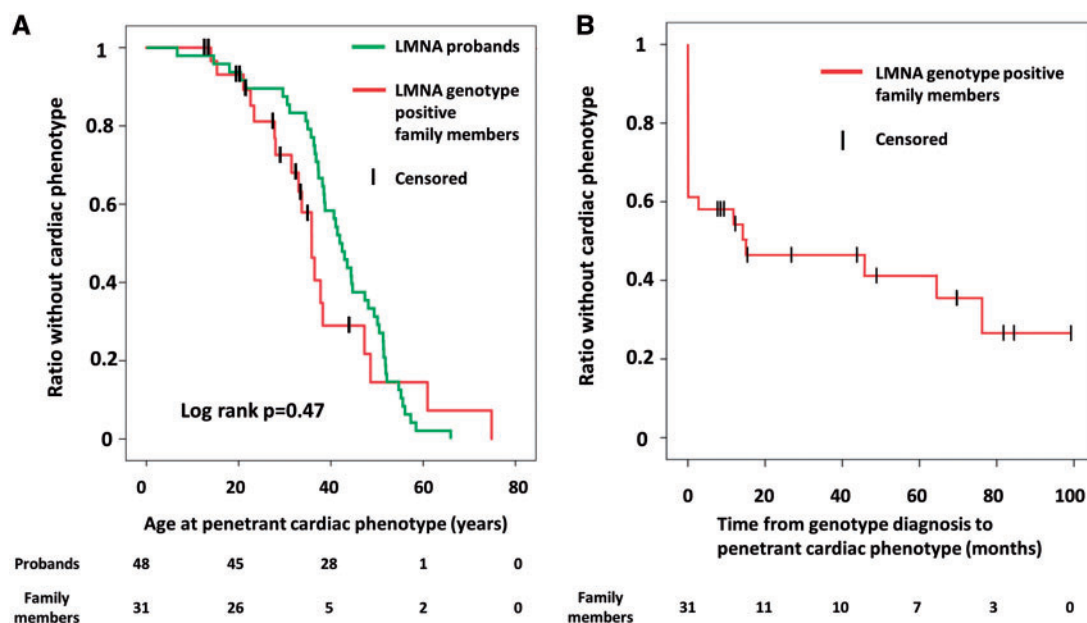 A
Ratio without cardiac phenotype
1
0.8
0.6
0.4
0.2
0
LMNA probands
LMNA genotype
positive
family members
Censored
Log rank p=0.47
0 20 40 60 80
Age at penetrant cardiac phenotype (years)
Probands 48 45 28 1 0
Family
members 31 26 5 2 0
B
Ratio without cardiac phenotype
1
0.8
0.6
0.4
0.2
0
LMNA genotype positive
family members
Censored
0 20 40 60 80 100
Time from genotype diagnosis to
penetrant cardiac phenotype (months)
Family
members 31 11 10 7 3 0